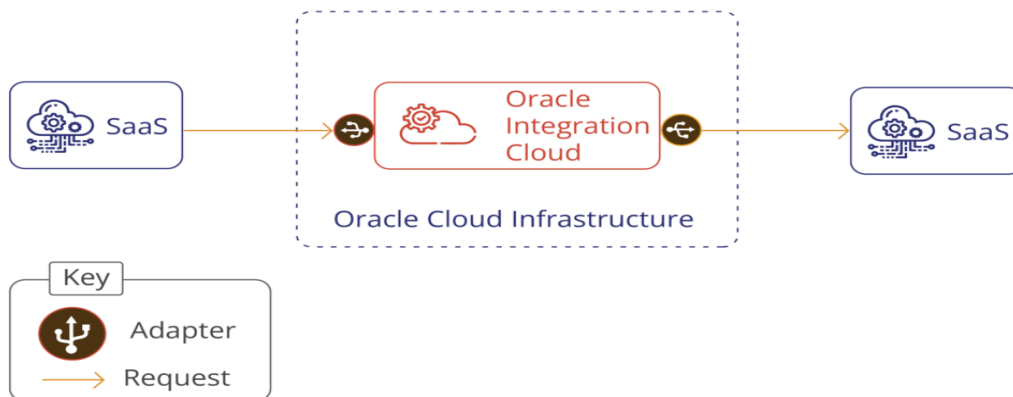 SaaS
Oracle
Integration
Cloud
SaaS
Oracle Cloud Infrastructure
Key
Adapter
Request